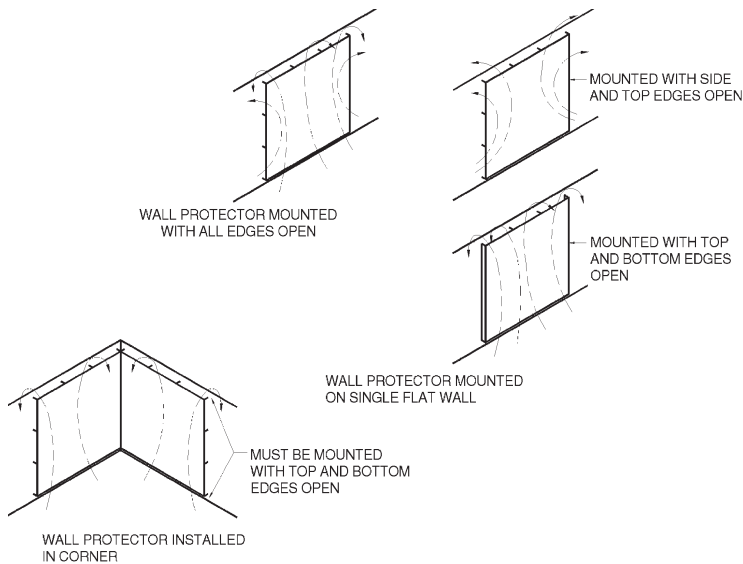 MOUNTED WITH SIDE
AND TOP EDGES OPEN
WALL PROTECTOR MOUNTED
WITH ALL EDGES OPEN
MOUNTED WITH TOP
AND BOTTOM EDGES
OPEN
WALL PROTECTOR MOUNTED
ON SINGLE FLAT WALL
MUST BE MOUNTED
WITH TOP AND BOTTOM
EDGES OPEN
WALL PROTECTOR INSTALLED
IN CORNER